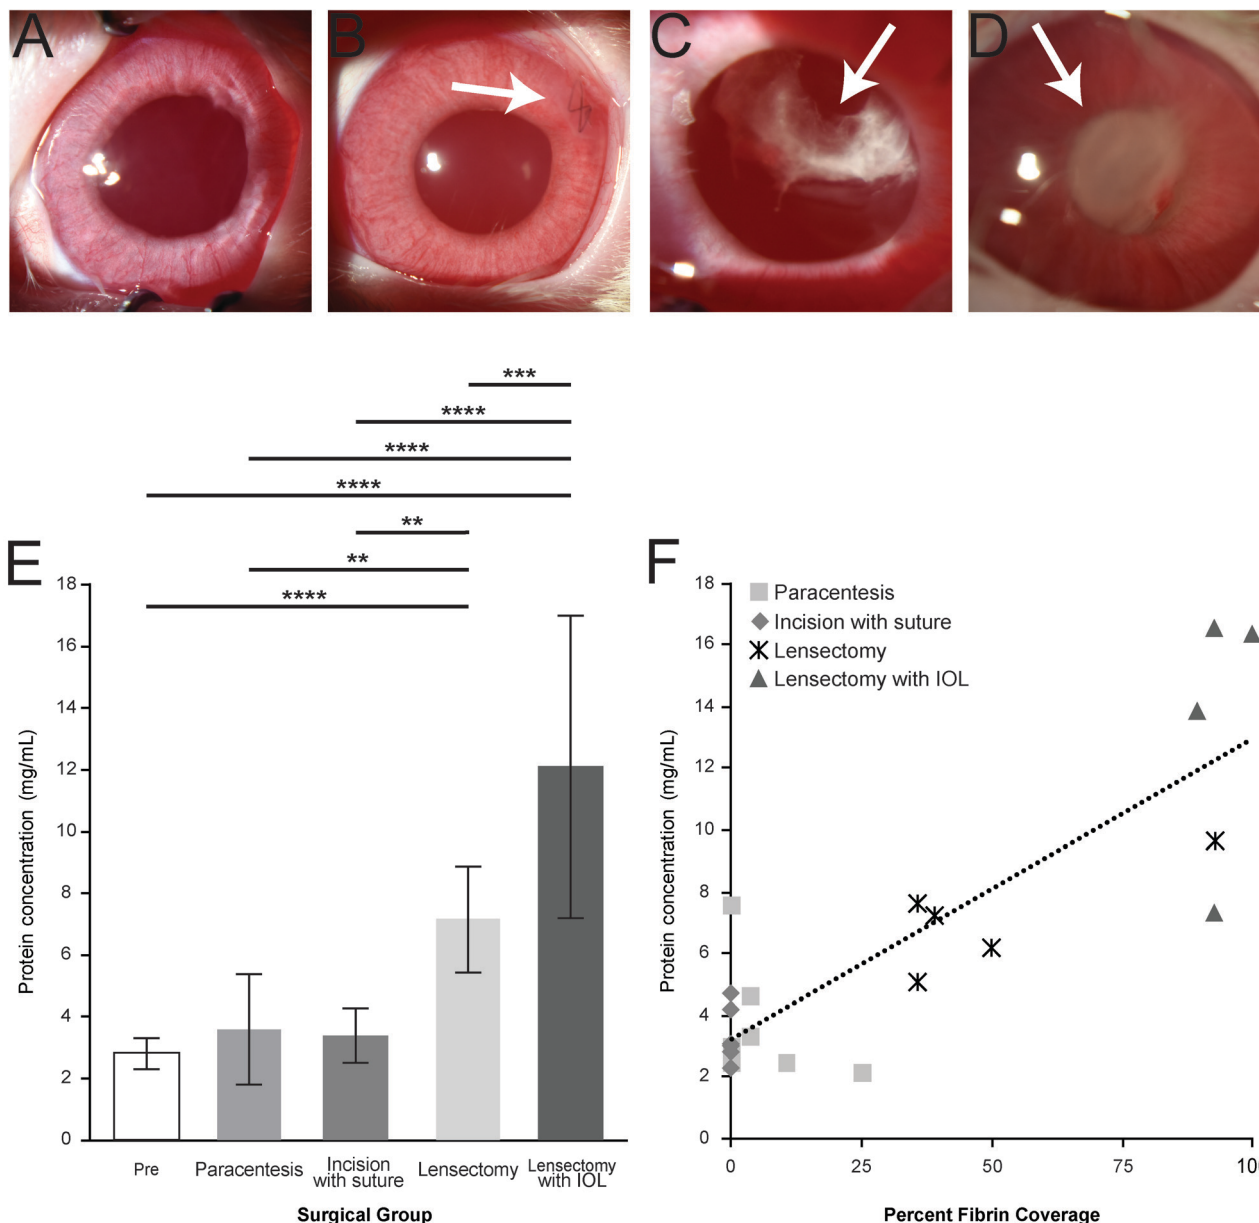 A
B
C
D
***
****
****
****
**
**
****
E
18
16
14
12
10
8
6
4
2
0
Protein concentration (mg/mL)
Pre
Paracentesis
Incision
with suture
Lensectomy
Lensectomy
with IOL
Surgical Group
F
18
16
14
12
10
8
6
4
2
0
Protein concentration (mg/mL)
Paracentesis
Incision with suture
Lensectomy
Lensectomy with IOL
0
25
50
75
100
Percent Fibrin Coverage